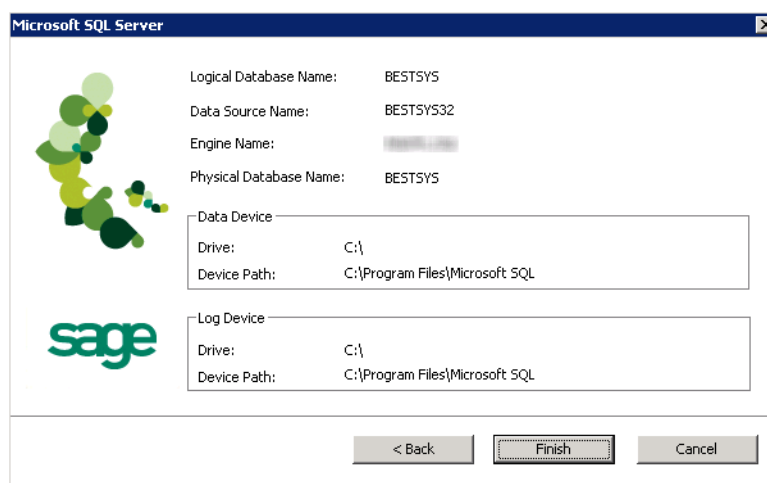 Microsoft SQL Server
Logical Database Name: BESTSYS
Data Source Name: BESTSYS32
Engine Name:
Physical Database Name: BESTSYS
Data Device
Drive: C:\
Device Path: C:\Program Files\Microsoft SQL
sage
Log Device
Drive: C:\
Device Path: C:\Program Files\Microsoft SQL
< Back Finish Cancel